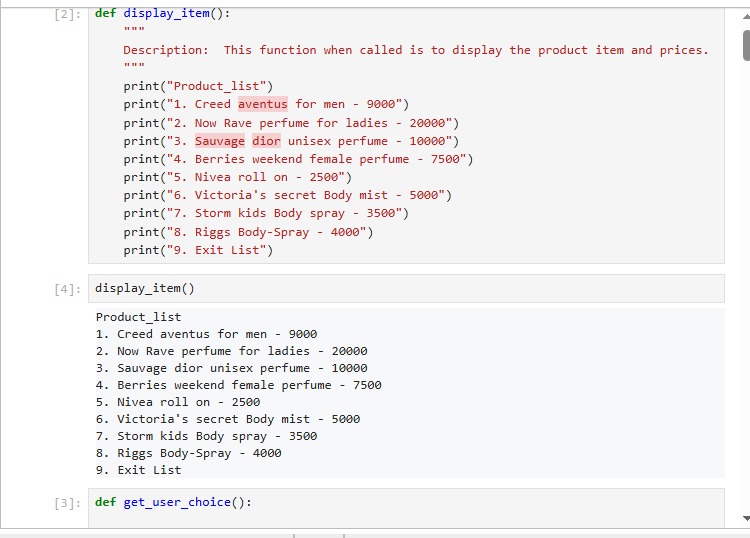 [2]: def display_item():
"""
Description:  This function when called is to display the product item and prices.
"""
print("Product_list")
print("1. Creed aventus for men - 9000")
print("2. Now Rave perfume for ladies - 20000")
print("3. Sauvage dior unisex perfume - 10000")
print("4. Berries weekend female perfume - 7500")
print("5. Nivea roll on - 2500")
print("6. Victoria's secret Body mist - 5000")
print("7. Storm kids Body spray - 3500")
print("8. Riggs Body-Spray - 4000")
print("9. Exit List")
[4]: display_item()
Product_list
1. Creed aventus for men - 9000
2. Now Rave perfume for ladies - 20000
3. Sauvage dior unisex perfume - 10000
4. Berries weekend female perfume - 7500
5. Nivea roll on - 2500
6. Victoria's secret Body mist - 5000
7. Storm kids Body spray - 3500
8. Riggs Body-Spray - 4000
9. Exit List
[3]: def get_user_choice():